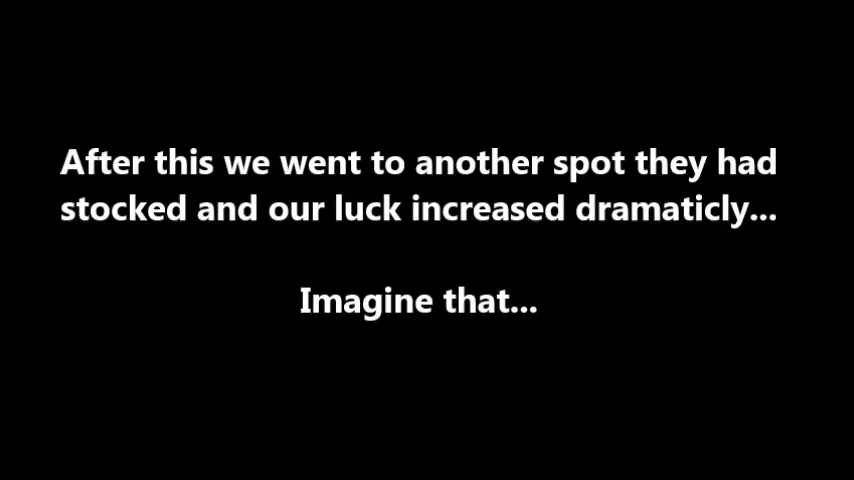 After this we went to another spot they had
stocked and our luck increased dramaticly...
Imagine that...